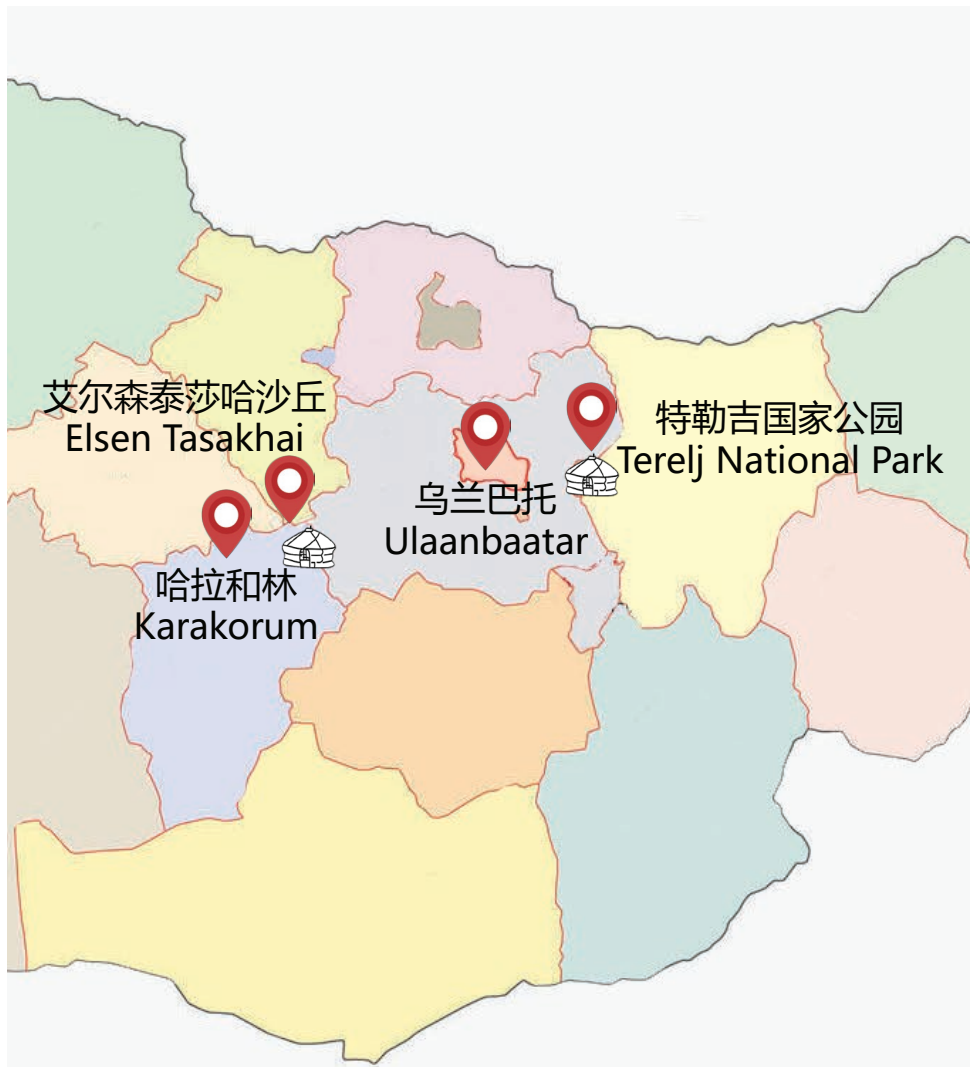 艾尔森泰莎哈沙丘
Elsen Tasakhai
特勒吉国家公园
Terelj National Park
乌兰巴托
Ulaanbaatar
哈拉和林
Karakorum